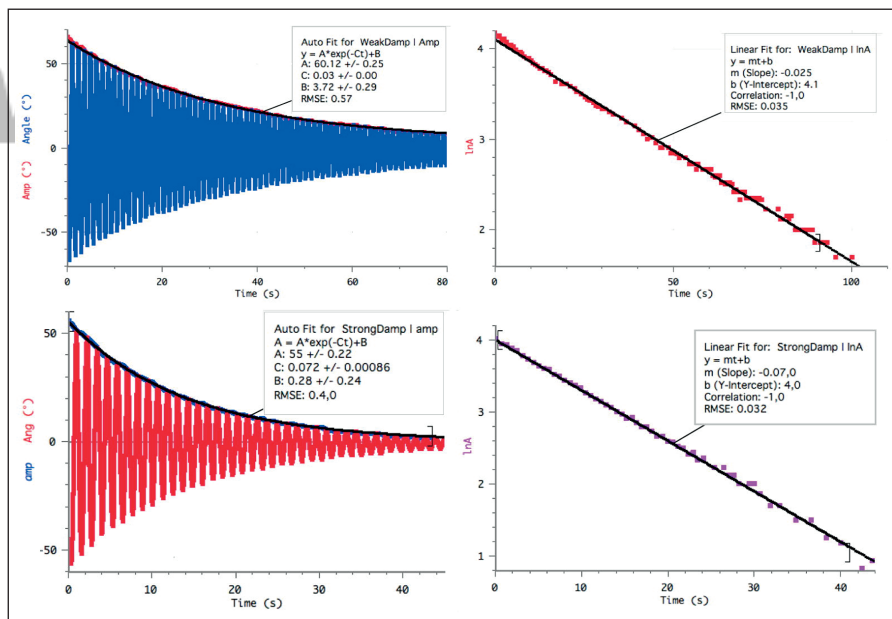 50
0
-50
Amp (°) Angle (°)
Auto Fit for WeakDamp | Amp
y = A*exp(-Ct)+B
A: 60.12 +/- 0.25
C: 0.03 +/- 0.00
B: 3.72 +/- 0.29
RMSE: 0.57
0 20 40 60 80
Time (s)
4
3
2
lnA
Linear Fit for: WeakDamp | lnA
y = mt+b
m (Slope): -0.025
b (Y-Intercept): 4.1
Correlation: -1,0
RMSE: 0.035
0 50 100
Time (s)
50
0
-50
amp Ang (°)
Auto Fit for StrongDamp | amp
A = A*exp(-Ct)+B
A: 55 +/- 0.22
C: 0.072 +/- 0.00086
B: 0.28 +/- 0.24
RMSE: 0.4,0
0 10 20 30 40
Time (s)
4
3
2
1
lnA
Linear Fit for: StrongDamp | lnA
y = mt+b
m (Slope): -0.07,0
b (Y-Intercept): 4,0
Correlation: -1,0
RMSE: 0.032
0 10 20 30 40
Time (s)